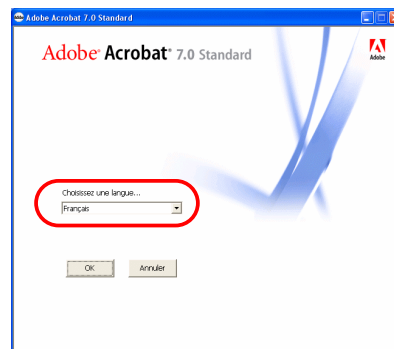 Adobe Acrobat 7.0 Standard
Adobe® Acrobat® 7.0 Standard
Adobe
Choisissez une langue...
Français
OK
Annuler